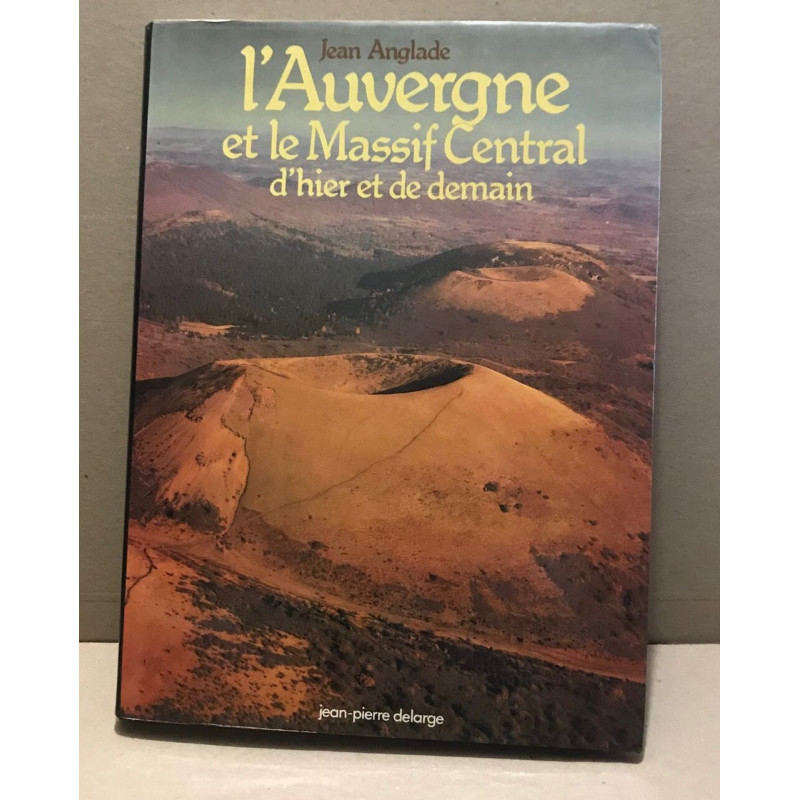 Jean Anglade
l'Auvergne
et le Massif Central
d'hier et de demain
jean-pierre delarge